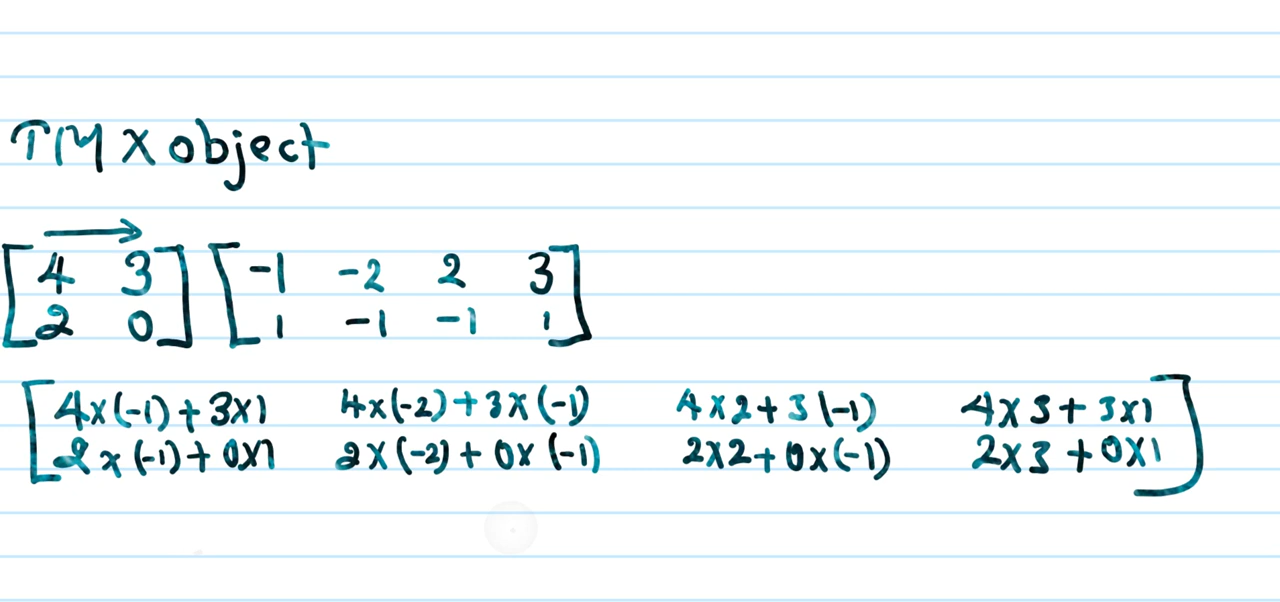 TM X object
[4 3] [-1 -2 2 3]
[2 0] [1 -1 -1 1]
[4x(-1)+3x1 4x(-2)+3x(-1) 4x2+3(-1) 4x3+3x1]
[2x(-1)+0x1 2x(-2)+0x(-1) 2x2+0x(-1) 2x3+0x1]